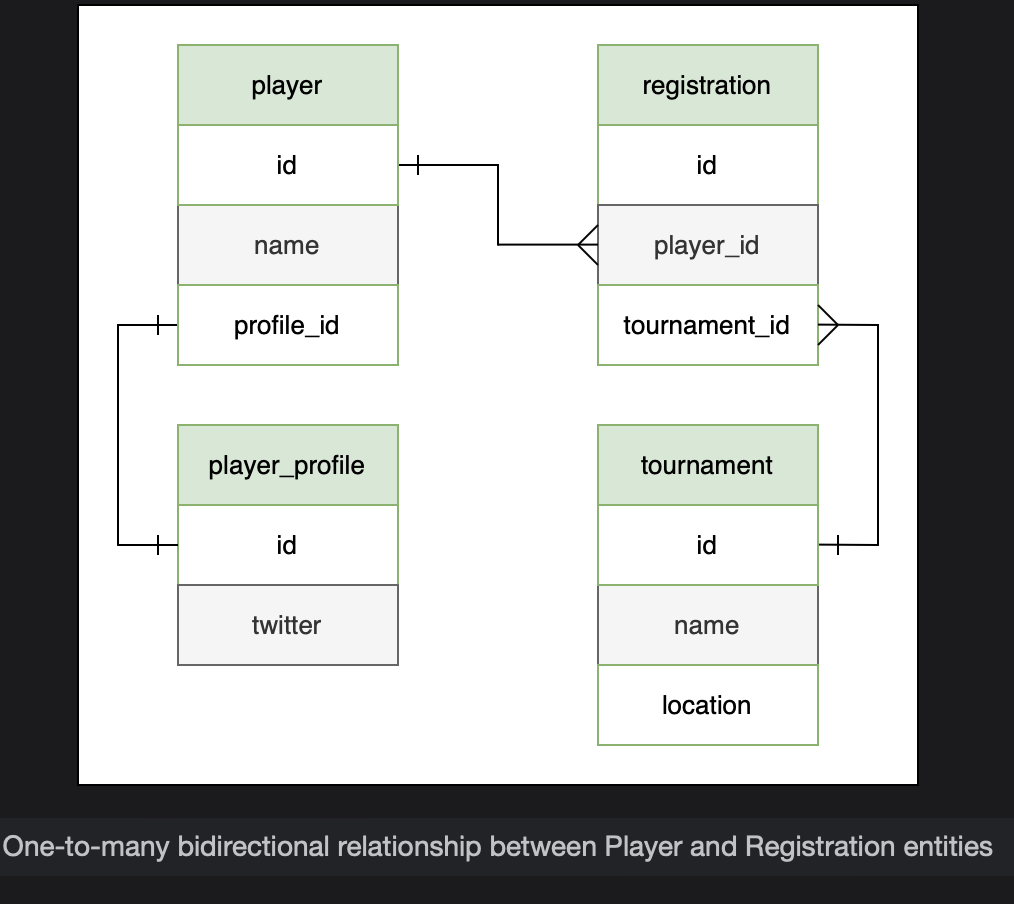 player
id
name
profile_id
registration
id
player_id
tournament_id
player_profile
id
twitter
tournament
id
name
location
One-to-many bidirectional relationship between Player and Registration entities